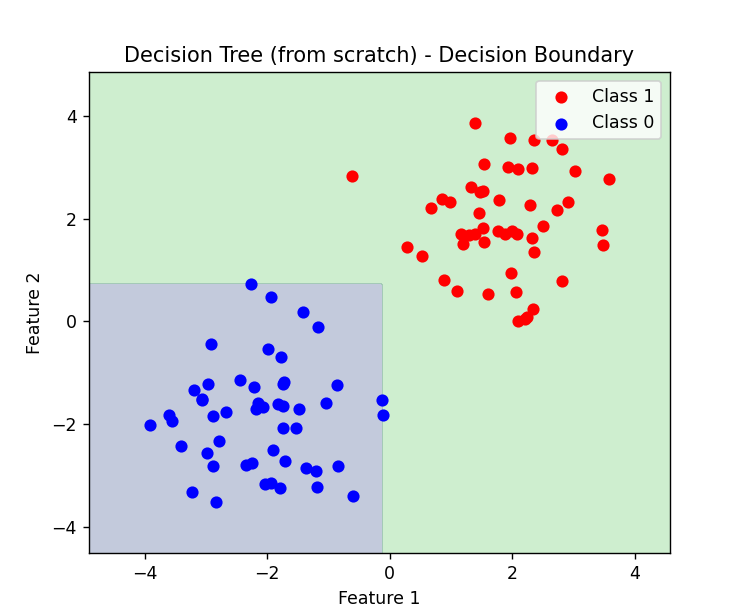 Decision Tree (from scratch) - Decision Boundary
Class 1
Class 0
4
2
0
−2
−4
Feature 2
−4
−2
0
2
4
Feature 1